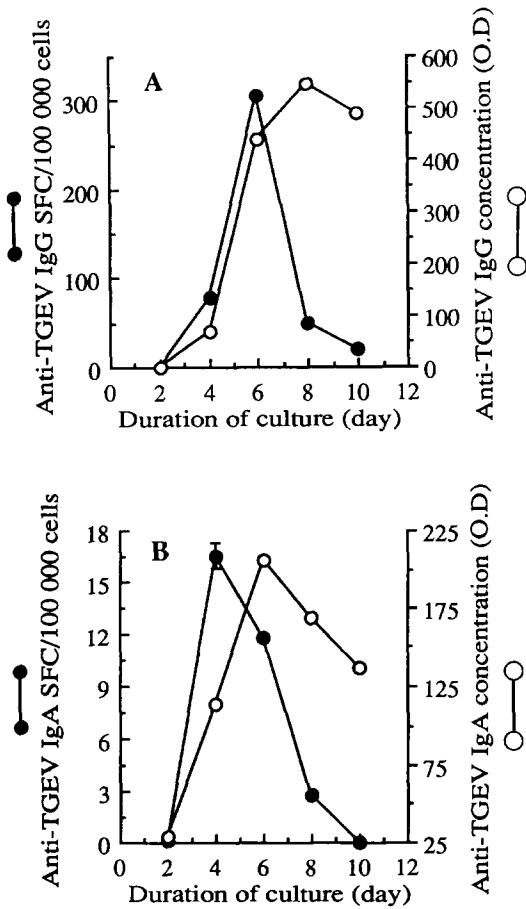 A
Anti-TGEV IgG SFC/100 000 cells
300
200
100
0
600
500
400
300
200
100
0
Anti-TGEV IgG concentration (O.D)
0 2 4 6 8 10 12
Duration of culture (day)
B
Anti-TGEV IgA SFC/100 000 cells
18
15
12
9
6
3
0
225
175
125
75
25
Anti-TGEV IgA concentration (O.D)
0 2 4 6 8 10 12
Duration of culture (day)